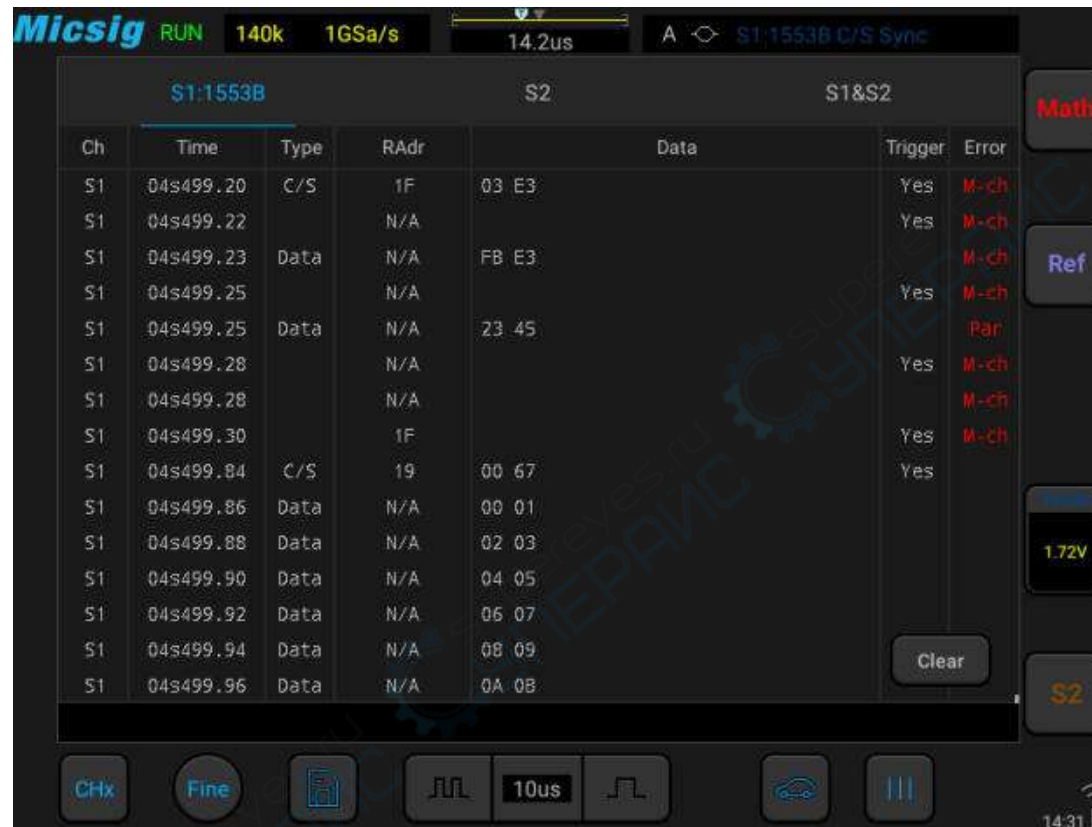 Micsig RUN 140k 1GSa/s 14.2us A S1:1553B C/S Sync
S1:1553B S2 S1&S2
Math
Ch Time Type RAdr Data Trigger Error
S1 04s499.20 C/S 1F 03 E3 Yes M-ch
S1 04s499.22 N/A Yes M-ch
S1 04s499.23 Data N/A FB E3 M-ch
Ref
S1 04s499.25 N/A Yes M-ch
S1 04s499.25 Data N/A 23 45 Par
S1 04s499.28 N/A Yes M-ch
S1 04s499.28 N/A M-ch
S1 04s499.30 1F Yes M-ch
S1 04s499.84 C/S 19 00 67 Yes
S1 04s499.86 Data N/A 00 01
S1 04s499.88 Data N/A 02 03
1.72V
S1 04s499.90 Data N/A 04 05
S1 04s499.92 Data N/A 06 07
S1 04s499.94 Data N/A 08 09
Clear
S1 04s499.96 Data N/A 0A 0B
S2
CHx Fine 10us
14:31
supereyes.ru
СУПЕРАЙС